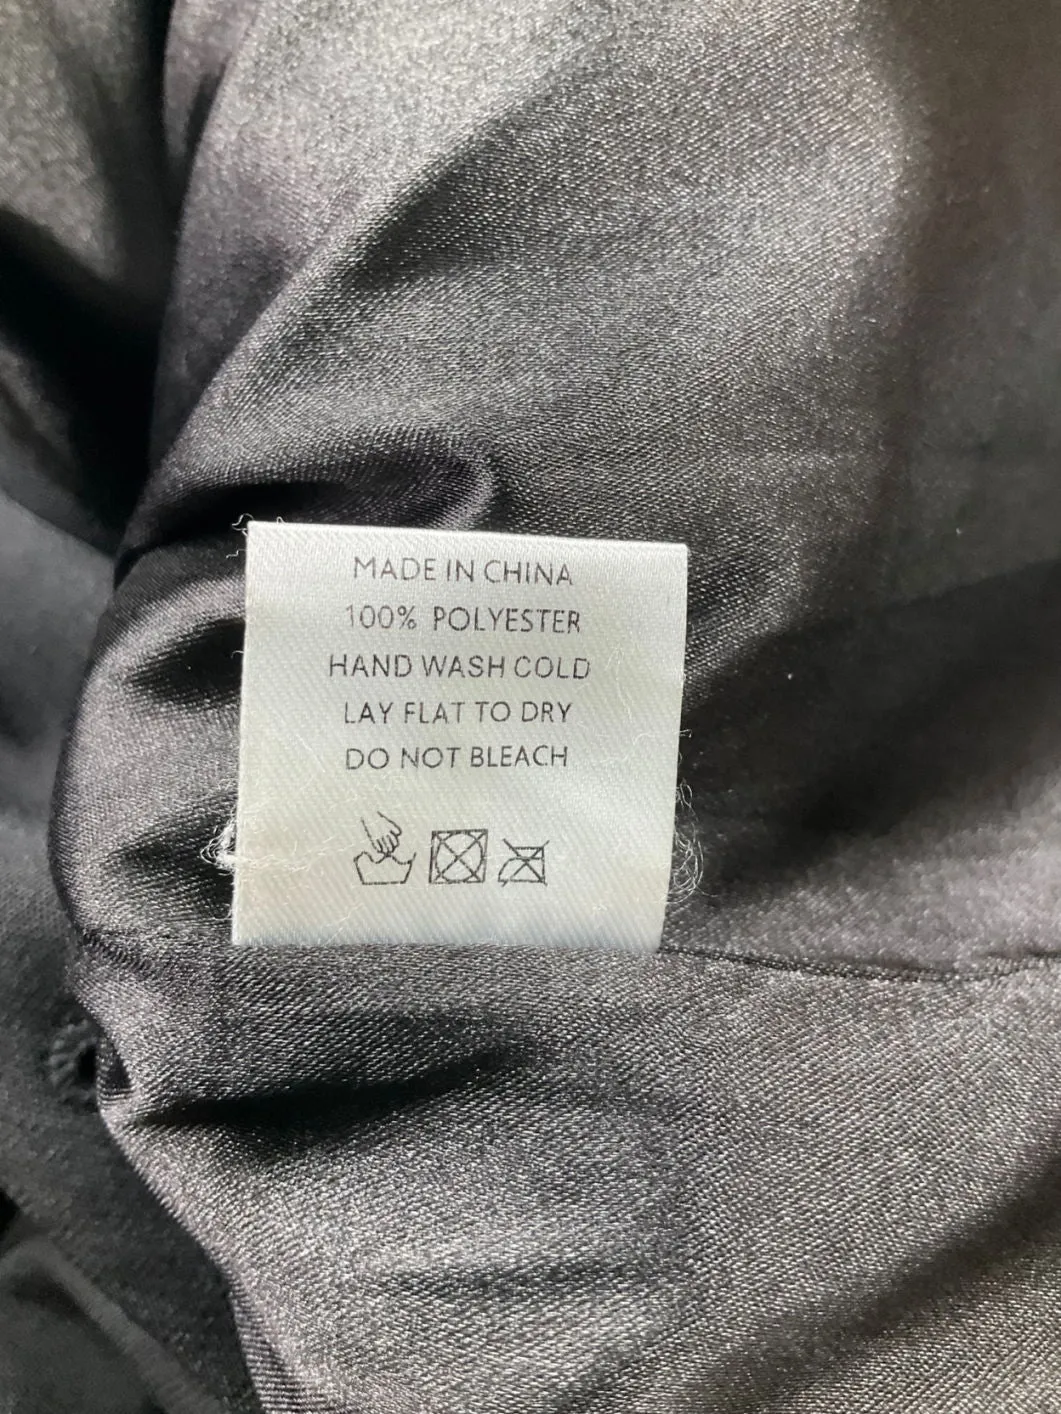 MADE IN CHINA
100% POLYESTER
HAND WASH COLD
LAY FLAT TO DRY
DO NOT BLEACH